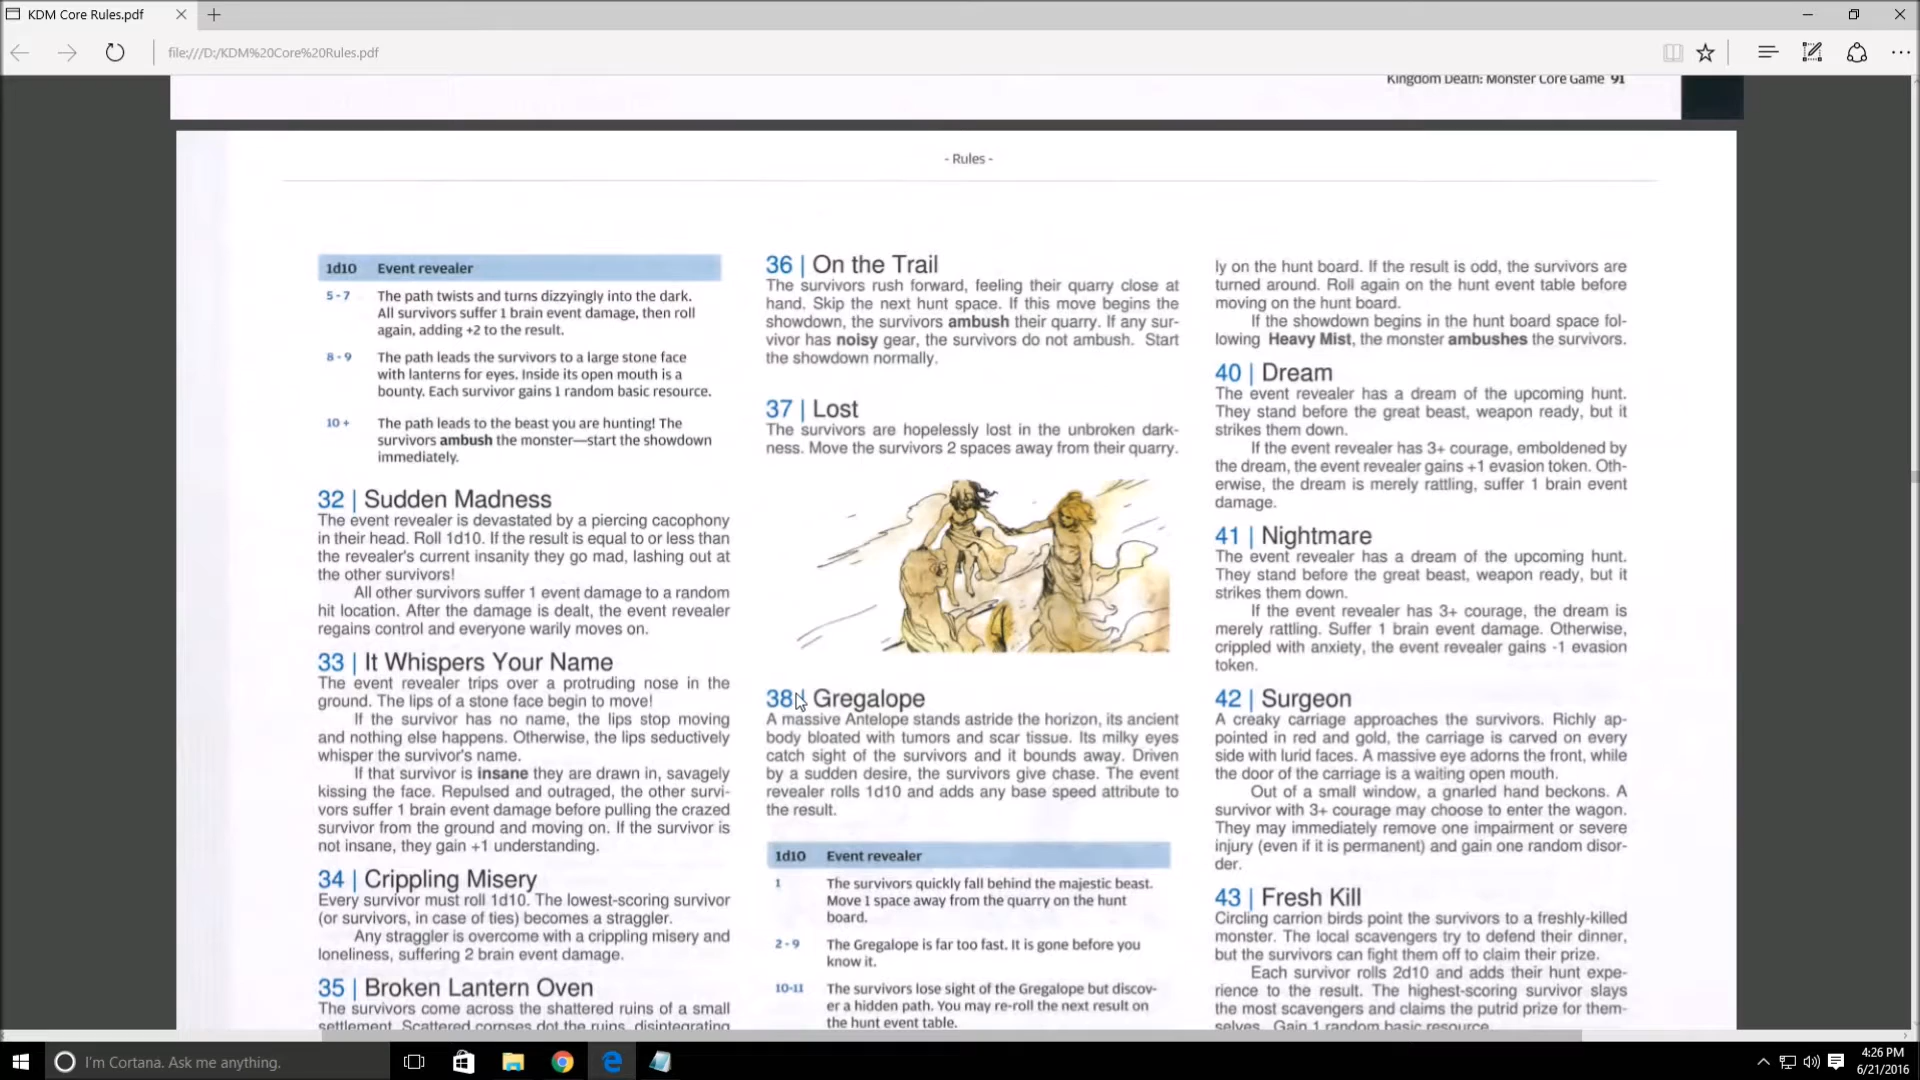 KDM Core Rules.pdf
file:///D:/KDM%20Core%20Rules.pdf
Kingdom Death: Monster Core Game 91
- Rules -
1d10 Event revealer
5 - 7 The path twists and turns dizzyingly into the dark.
All survivors suffer 1 brain event damage, then roll
again, adding +2 to the result.
8 - 9 The path leads the survivors to a large stone face
with lanterns for eyes. Inside its open mouth is a
bounty. Each survivor gains 1 random basic resource.
10 + The path leads to the beast you are hunting! The
survivors ambush the monster—start the showdown
immediately.
32 | Sudden Madness
The event revealer is devastated by a piercing cacophony
in their head. Roll 1d10. If the result is equal to or less than
the revealer's current insanity they go mad, lashing out at
the other survivors!
All other survivors suffer 1 event damage to a random
hit location. After the damage is dealt, the event revealer
regains control and everyone warily moves on.
33 | It Whispers Your Name
The event revealer trips over a protruding nose in the
ground. The lips of a stone face begin to move!
If the survivor has no name, the lips stop moving
and nothing else happens. Otherwise, the lips seductively
whisper the survivor's name.
If that survivor is insane they are drawn in, savagely
kissing the face. Repulsed and outraged, the other survi-
vors suffer 1 brain event damage before pulling the crazed
survivor from the ground and moving on. If the survivor is
not insane, they gain +1 understanding.
34 | Crippling Misery
Every survivor must roll 1d10. The lowest-scoring survivor
(or survivors, in case of ties) becomes a straggler.
Any straggler is overcome with a crippling misery and
loneliness, suffering 2 brain event damage.
35 | Broken Lantern Oven
The survivors come across the shattered ruins of a small
settlement. Scattered corpses dot the ruins, disintegrating
36 | On the Trail
The survivors rush forward, feeling their quarry close at
hand. Skip the next hunt space. If this move begins the
showdown, the survivors ambush their quarry. If any sur-
vivor has noisy gear, the survivors do not ambush. Start
the showdown normally.
37 | Lost
The survivors are hopelessly lost in the unbroken dark-
ness. Move the survivors 2 spaces away from their quarry.
38 | Gregalope
A massive Antelope stands astride the horizon, its ancient
body bloated with tumors and scar tissue. Its milky eyes
catch sight of the survivors and it bounds away. Driven
by a sudden desire, the survivors give chase. The event
revealer rolls 1d10 and adds any base speed attribute to
the result.
1d10 Event revealer
1 The survivors quickly fall behind the majestic beast.
Move 1 space away from the quarry on the hunt
board.
2 - 9 The Gregalope is far too fast. It is gone before you
know it.
10-11 The survivors lose sight of the Gregalope but discov-
er a hidden path. You may re-roll the next result on
the hunt event table.
ly on the hunt board. If the result is odd, the survivors are
turned around. Roll again on the hunt event table before
moving on the hunt board.
If the showdown begins in the hunt board space fol-
lowing Heavy Mist, the monster ambushes the survivors.
40 | Dream
The event revealer has a dream of the upcoming hunt.
They stand before the great beast, weapon ready, but it
strikes them down.
If the event revealer has 3+ courage, emboldened by
the dream, the event revealer gains +1 evasion token. Oth-
erwise, the dream is merely rattling, suffer 1 brain event
damage.
41 | Nightmare
The event revealer has a dream of the upcoming hunt.
They stand before the great beast, weapon ready, but it
strikes them down.
If the event revealer has 3+ courage, the dream is
merely rattling. Suffer 1 brain event damage. Otherwise,
crippled with anxiety, the event revealer gains -1 evasion
token.
42 | Surgeon
A creaky carriage approaches the survivors. Richly ap-
pointed in red and gold, the carriage is carved on every
side with lurid faces. A massive eye adorns the front, while
the door of the carriage is a waiting open mouth.
Out of a small window, a gnarled hand beckons. A
survivor with 3+ courage may choose to enter the wagon.
They may immediately remove one impairment or severe
injury (even if it is permanent) and gain one random disor-
der.
43 | Fresh Kill
Circling carrion birds point the survivors to a freshly-killed
monster. The local scavengers try to defend their dinner,
but the survivors can fight them off to claim their prize.
Each survivor rolls 2d10 and adds their hunt expe-
rience to the result. The highest-scoring survivor slays
the most scavengers and claims the putrid prize for them-
selves. Gain 1 random basic resource.
I'm Cortana. Ask me anything.
4:26 PM
6/21/2016